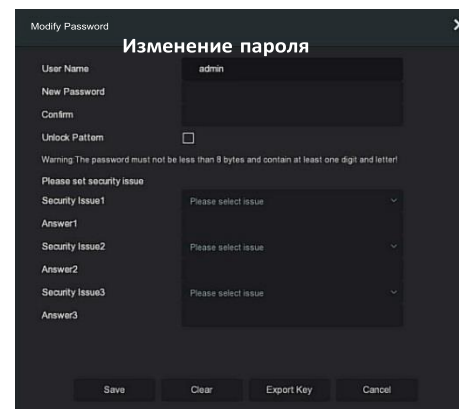 Modify Password
Изменение пароля
User Name admin
New Password
Confirm
Unlock Pattern
Warning:The password must not be less than 8 bytes and contain at least one digit and letter!
Please set security issue
Security Issue1 Please select issue
Answer1
Security Issue2 Please select issue
Answer2
Security Issue3 Please select issue
Answer3
Save Clear Export Key Cancel